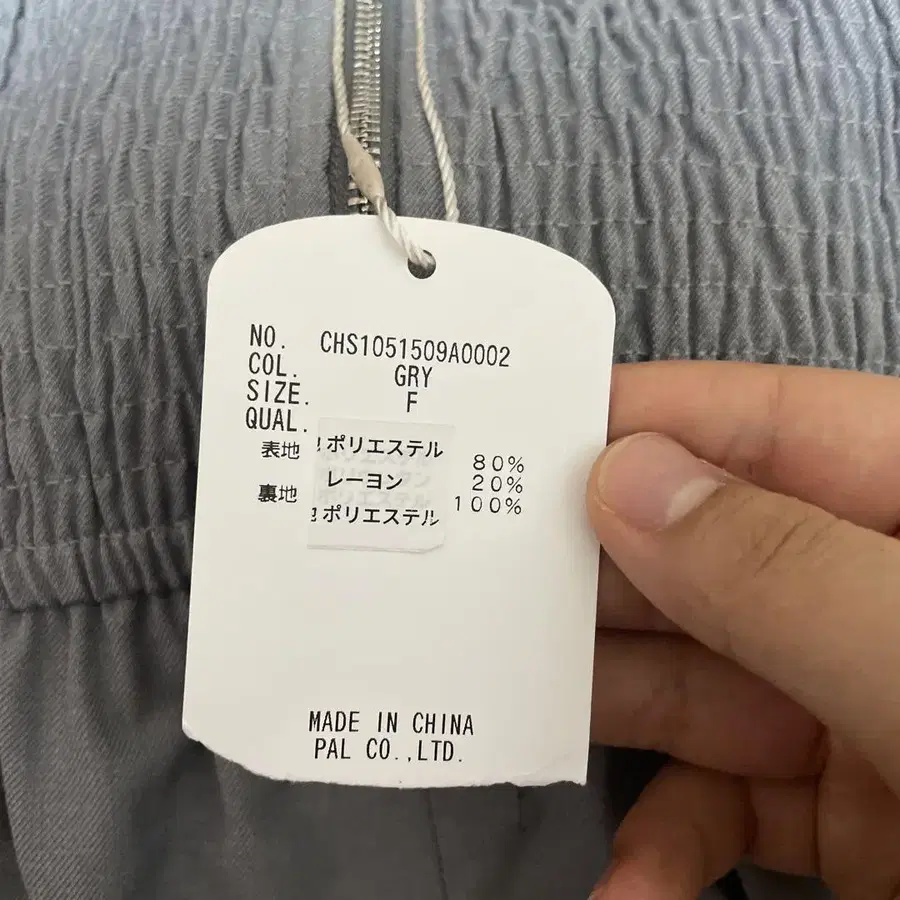 NO. CHS1051509A0002
COL. GRY
SIZE. F
QUAL.
表地 ポリエステル 80%
レーヨン 20%
裏地 ポリエステル 100%
MADE IN CHINA
PAL CO.,LTD.